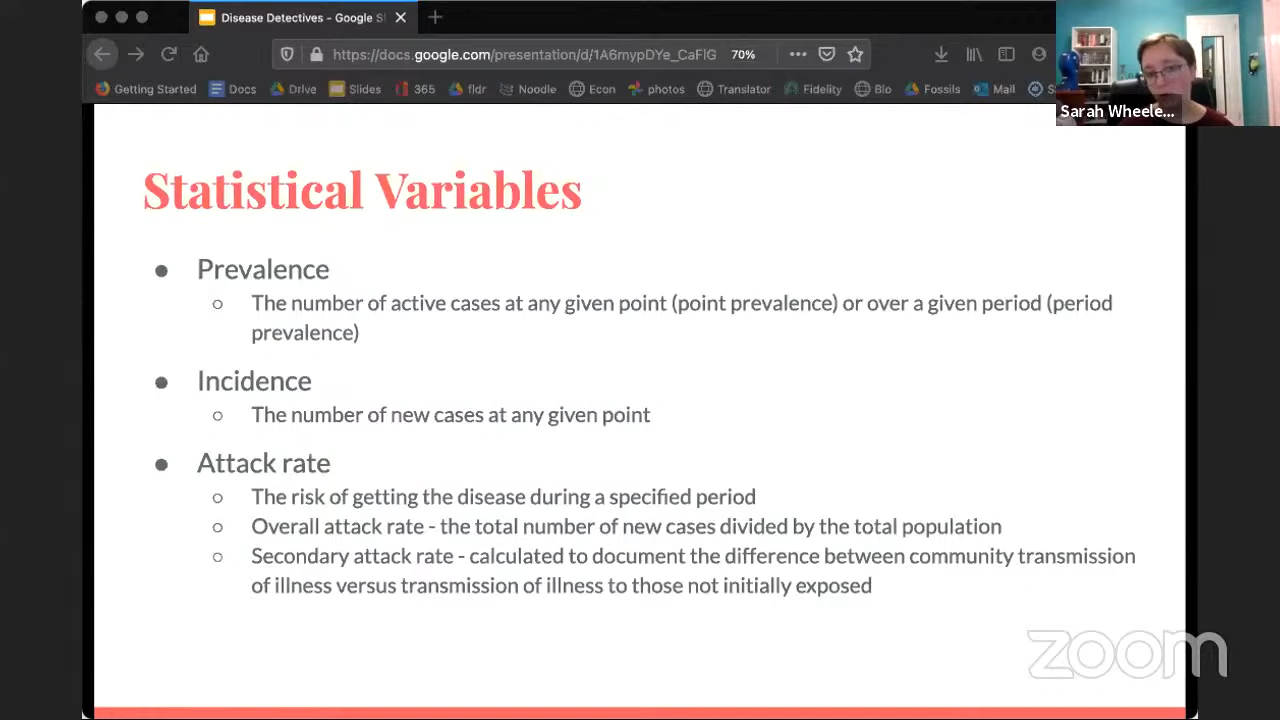 Disease Detectives - Google S
https://docs.google.com/presentation/d/1A6mypDYe_CaFlG
70%
Getting Started
Docs
Drive
Slides
365
fldr
Noodle
Econ
photos
Translator
Fidelity
Bio
Fossils
Mail
S
Sarah Wheele...
Statistical Variables
● Prevalence
○ The number of active cases at any given point (point prevalence) or over a given period (period
prevalence)
● Incidence
○ The number of new cases at any given point
● Attack rate
○ The risk of getting the disease during a specified period
○ Overall attack rate - the total number of new cases divided by the total population
○ Secondary attack rate - calculated to document the difference between community transmission
of illness versus transmission of illness to those not initially exposed
zoom